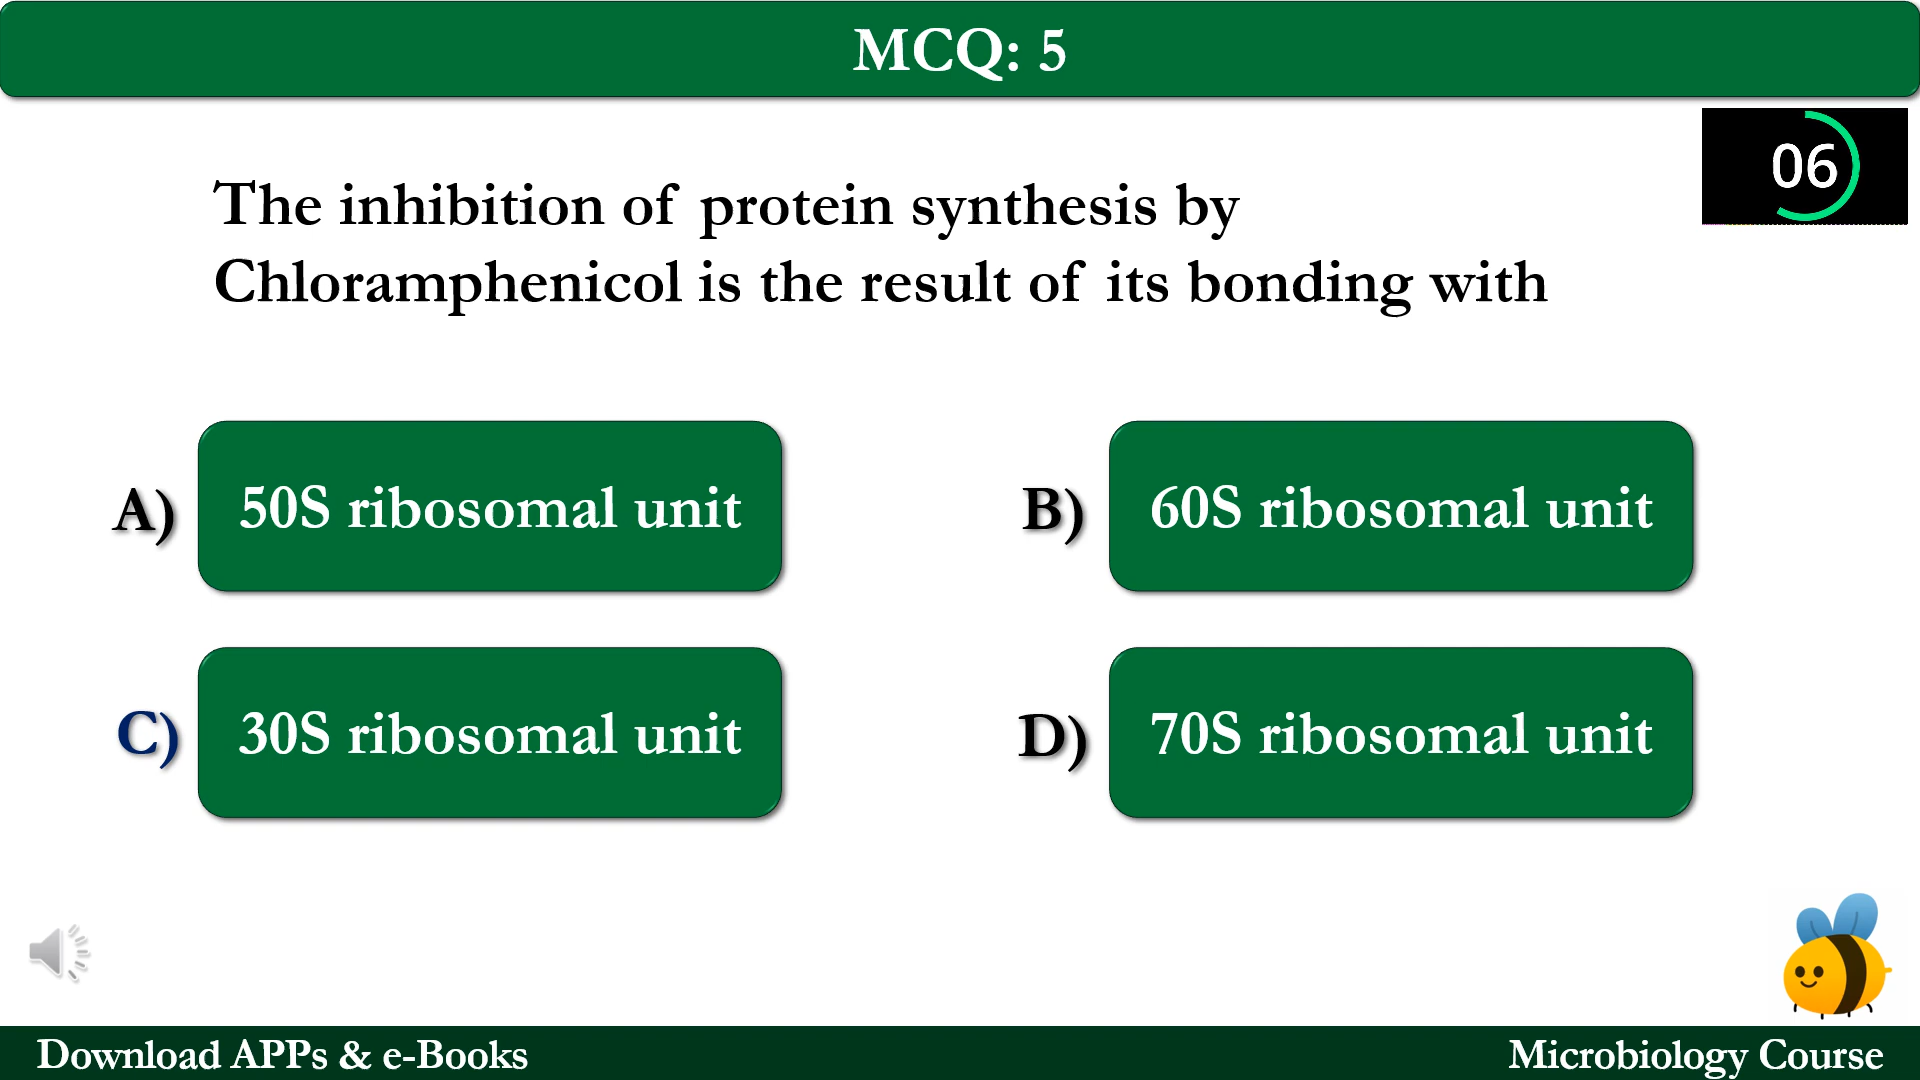 MCQ: 5
06
The inhibition of protein synthesis by
Chloramphenicol is the result of its bonding with
A) 50S ribosomal unit
B) 60S ribosomal unit
C) 30S ribosomal unit
D) 70S ribosomal unit
Download APPs & e-Books
Microbiology Course